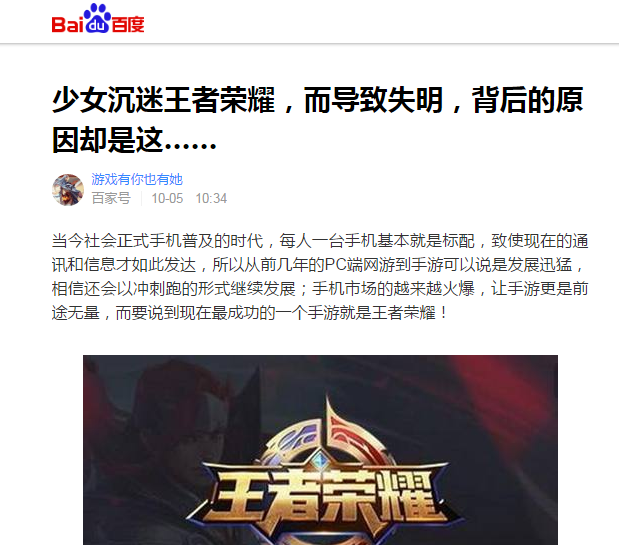 Bai du 百度
少女沉迷王者荣耀，而导致失明，背后的原
因却是这……
游戏有你也有她
百家号 10-05 10:34
当今社会正式手机普及的时代，每人一台手机基本就是标配，致使现在的通
讯和信息才如此发达，所以从前几年的PC端网游到手游可以说是发展迅猛，
相信还会以冲刺跑的形式继续发展；手机市场的越来越火爆，让手游更是前
途无量，而要说到现在最成功的一个手游就是王者荣耀！
王者荣耀